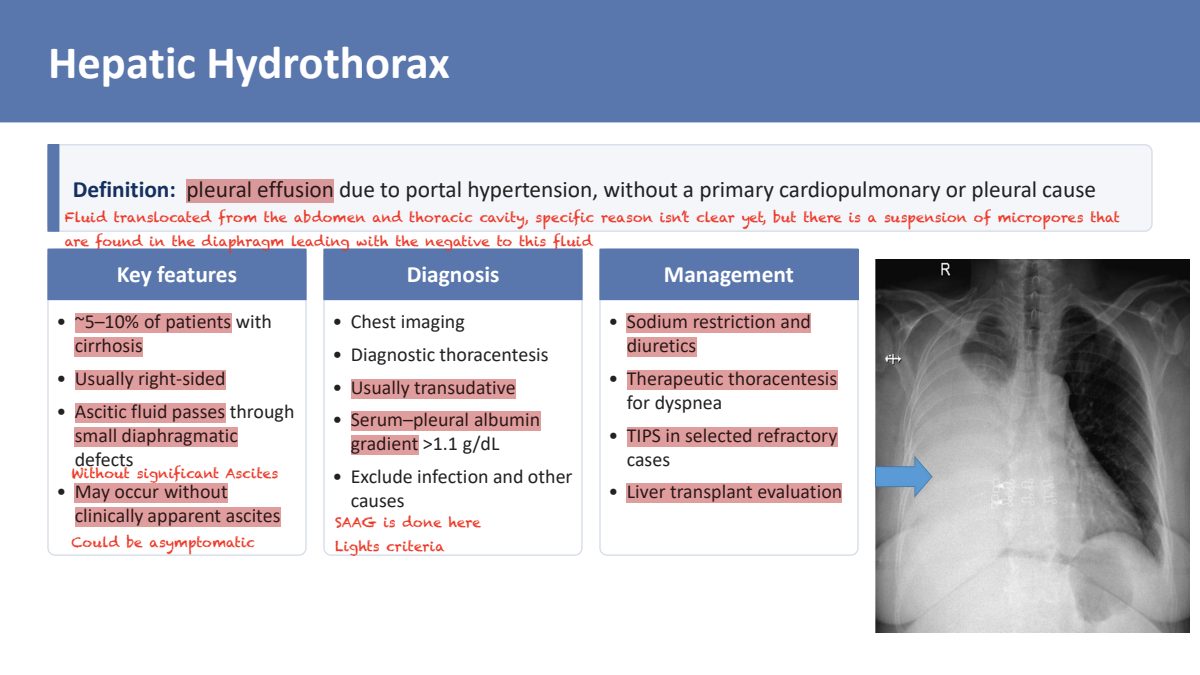 Hepatic Hydrothorax
Definition: pleural effusion due to portal hypertension, without a primary cardiopulmonary or pleural cause
Fluid translocated from the abdomen and thoracic cavity, specific reason isn't clear yet, but there is a suspension of micropores that
are found in the diaphragm leading with the negative to this fluid
Key features
• ~5–10% of patients with
cirrhosis
• Usually right-sided
• Ascitic fluid passes through
small diaphragmatic
defects
Without significant Ascites
• May occur without
clinically apparent ascites
Could be asymptomatic
Diagnosis
• Chest imaging
• Diagnostic thoracentesis
• Usually transudative
• Serum–pleural albumin
gradient >1.1 g/dL
• Exclude infection and other
causes
SAAG is done here
Lights criteria
Management
• Sodium restriction and
diuretics
• Therapeutic thoracentesis
for dyspnea
• TIPS in selected refractory
cases
• Liver transplant evaluation
R